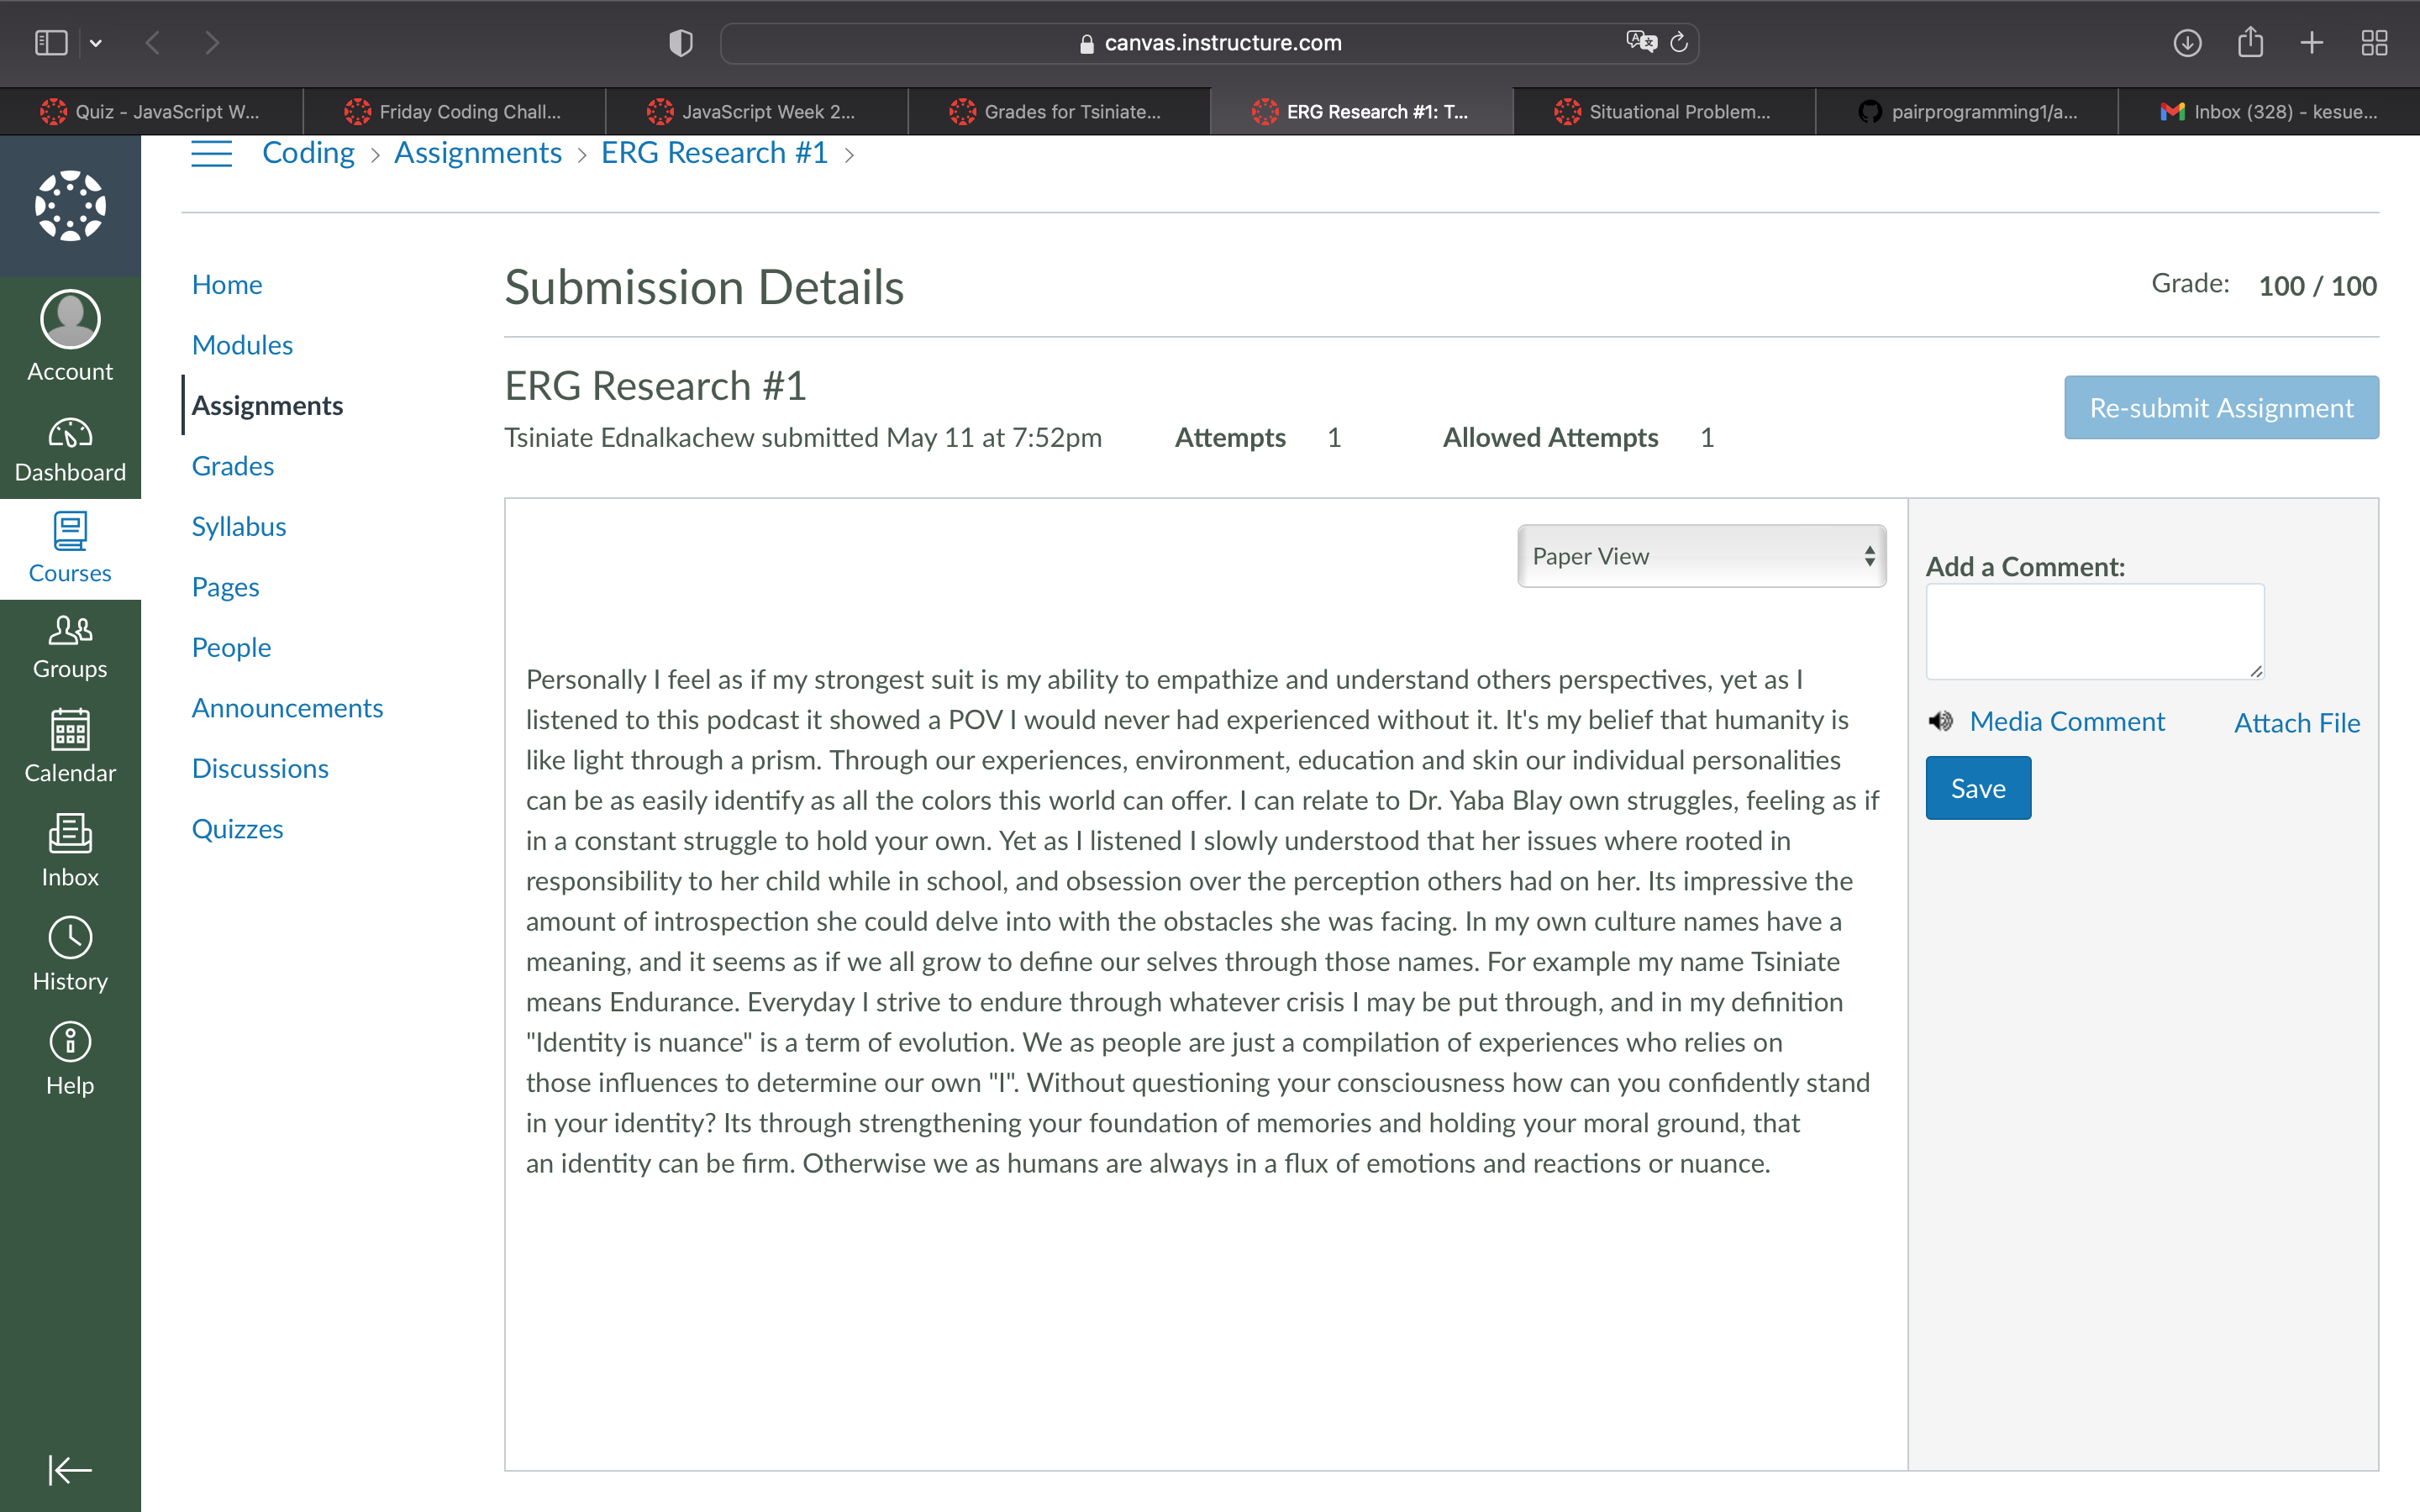 canvas.instructure.com
Quiz - JavaScript W...
Friday Coding Chall...
JavaScript Week 2...
Grades for Tsiniate...
ERG Research #1: T...
Situational Problem...
pairprogramming1/a...
Inbox (328) - kesue...
Coding > Assignments > ERG Research #1 >
Account
Dashboard
Courses
Groups
Calendar
Inbox
History
Help
Home
Modules
Assignments
Grades
Syllabus
Pages
People
Announcements
Discussions
Quizzes
Submission Details
Grade: 100 / 100
ERG Research #1
Tsiniate Ednalkachew submitted May 11 at 7:52pm
Attempts 1
Allowed Attempts 1
Re-submit Assignment
Paper View
Personally I feel as if my strongest suit is my ability to empathize and understand others perspectives, yet as I
listened to this podcast it showed a POV I would never had experienced without it. It's my belief that humanity is
like light through a prism. Through our experiences, environment, education and skin our individual personalities
can be as easily identify as all the colors this world can offer. I can relate to Dr. Yaba Blay own struggles, feeling as if
in a constant struggle to hold your own. Yet as I listened I slowly understood that her issues where rooted in
responsibility to her child while in school, and obsession over the perception others had on her. Its impressive the
amount of introspection she could delve into with the obstacles she was facing. In my own culture names have a
meaning, and it seems as if we all grow to define our selves through those names. For example my name Tsiniate
means Endurance. Everyday I strive to endure through whatever crisis I may be put through, and in my definition
"Identity is nuance" is a term of evolution. We as people are just a compilation of experiences who relies on
those influences to determine our own "I". Without questioning your consciousness how can you confidently stand
in your identity? Its through strengthening your foundation of memories and holding your moral ground, that
an identity can be firm. Otherwise we as humans are always in a flux of emotions and reactions or nuance.
Add a Comment:
Media Comment
Attach File
Save